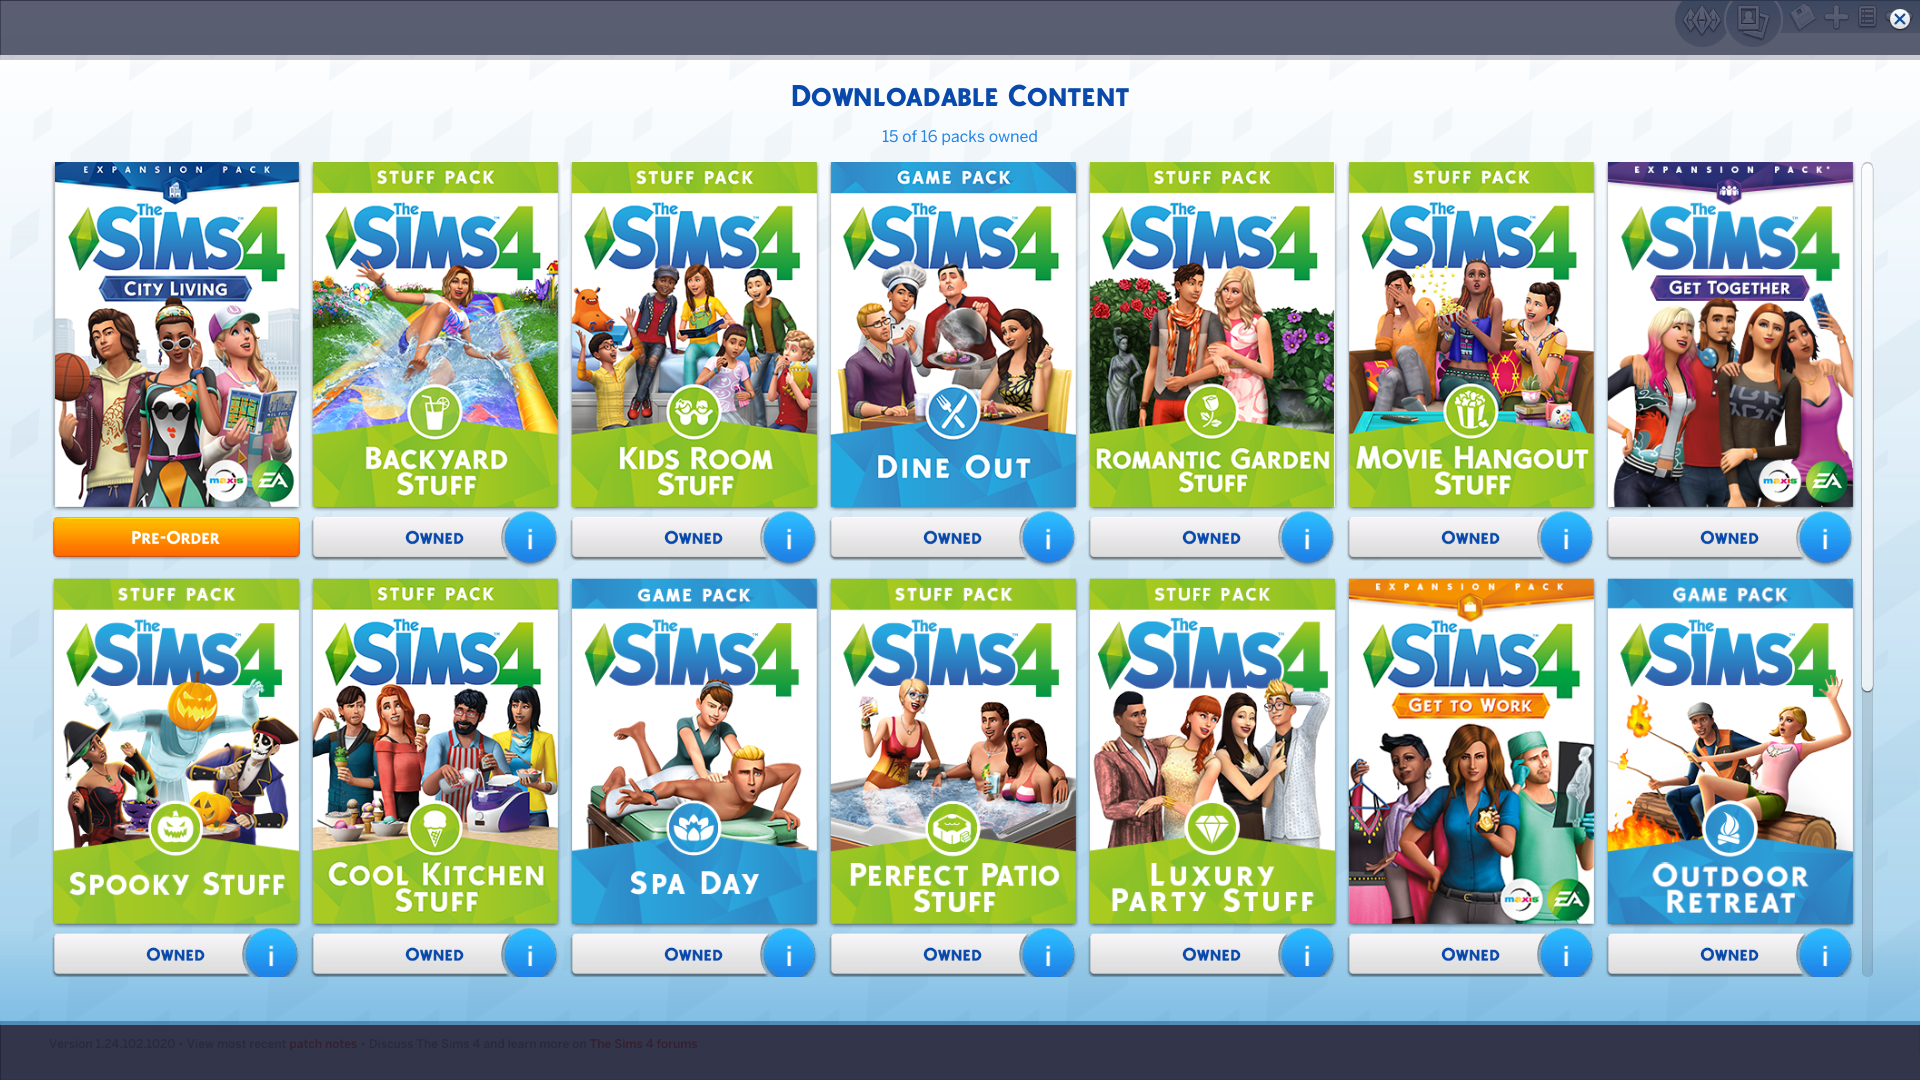 Downloadable Content
15 of 16 packs owned
EXPANSION PACK
The SIMS 4
CITY LIVING
maxis EA
Pre-Order
STUFF PACK
The SIMS 4
BACKYARD
STUFF
Owned
i
STUFF PACK
The SIMS 4
KIDS ROOM
STUFF
Owned
i
GAME PACK
The SIMS 4
DINE OUT
Owned
i
STUFF PACK
The SIMS 4
ROMANTIC GARDEN
STUFF
Owned
i
STUFF PACK
The SIMS 4
MOVIE HANGOUT
STUFF
Owned
i
EXPANSION PACK
The SIMS 4
GET TOGETHER
maxis EA
Owned
i
STUFF PACK
The SIMS 4
SPOOKY STUFF
Owned
i
STUFF PACK
The SIMS 4
COOL KITCHEN
STUFF
Owned
i
GAME PACK
The SIMS 4
SPA DAY
Owned
i
STUFF PACK
The SIMS 4
PERFECT PATIO
STUFF
Owned
i
STUFF PACK
The SIMS 4
LUXURY
PARTY STUFF
Owned
i
EXPANSION PACK
The SIMS 4
GET TO WORK
maxis EA
Owned
i
GAME PACK
The SIMS 4
OUTDOOR
RETREAT
Owned
i
Version 1.24.102.1020 • View most recent patch notes • Discuss The Sims 4 and learn more on The Sims 4 forums